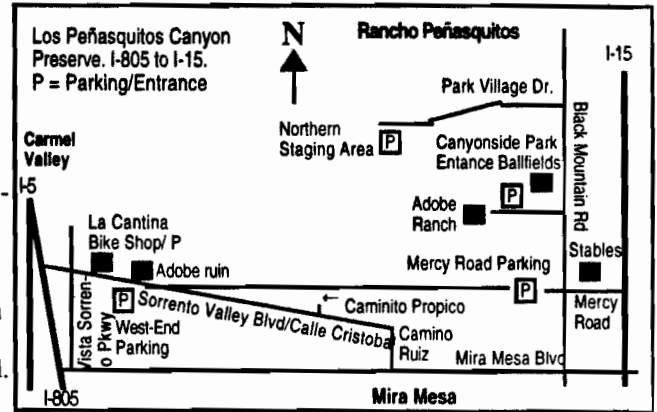 Los Peñasquitos Canyon
Preserve. I-805 to I-15.
P = Parking/Entrance
N
Rancho Peñasquitos
I-15
Park Village Dr.
Northern
Staging Area P
Black Mountain Rd
Canyonside Park
Entance Ballfields
P
Carmel
Valley
I-5
Adobe
Ranch
La Cantina
Bike Shop/ P
Adobe ruin
Mercy Road Parking
P
Stables
Mercy
Road
Vista Sorren-
o Pkwy
P
West-End
Parking
Sorrento Valley Blvd/Calle Cristoba
← Caminito Propico
Camino
Ruiz
Mira Mesa Blvd
I-805
Mira Mesa